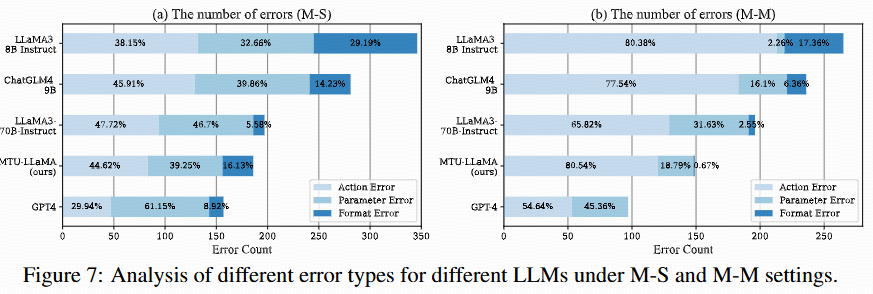 (a) The number of errors (M-S)
LLaMA3
8B Instruct
38.15% 32.66% 29.19%
ChatGLM4
9B
45.91% 39.86% 14.23%
LLaMA3-
70B-Instruct
47.72% 46.7% 5.58%
MTU-LLaMA
(ours)
44.62% 39.25% 16.13%
GPT4
29.94% 61.15% 8.92%
Action Error
Parameter Error
Format Error
0 50 100 150 200 250 300 350
Error Count
(b) The number of errors (M-M)
LLaMA3
8B Instruct
80.38% 2.26% 17.36%
ChatGLM4
9B
77.54% 16.1% 6.36%
LLaMA3-
70B-Instruct
65.82% 31.63% 2.55%
MTU-LLaMA
(ours)
80.54% 18.79% 0.67%
GPT-4
54.64% 45.36%
Action Error
Parameter Error
Format Error
0 50 100 150 200 250
Error Count
Figure 7: Analysis of different error types for different LLMs under M-S and M-M settings.